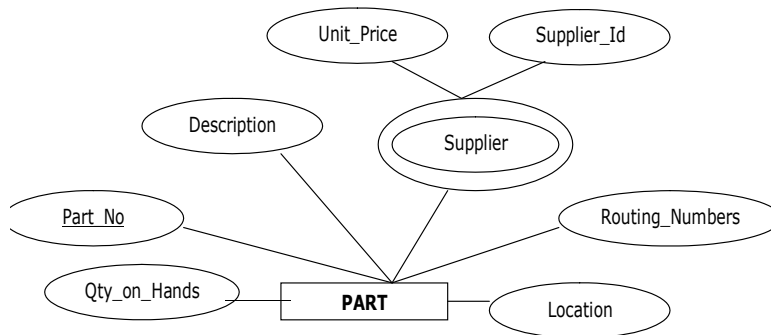 Unit_Price
Supplier_Id
Description
Supplier
Part_No
Routing_Numbers
Qty_on_Hands
PART
Location